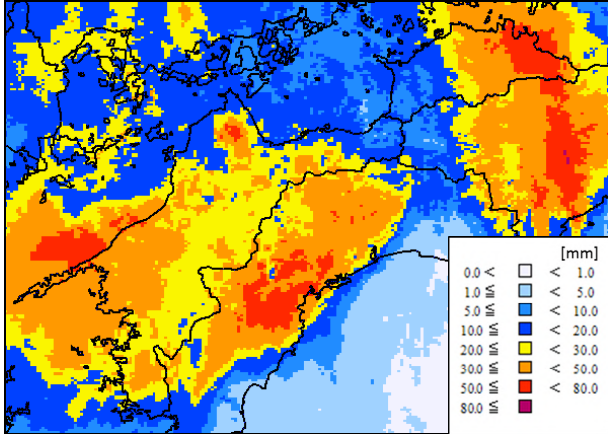 [mm]
0.0 < < 1.0
1.0 ≦ < 5.0
5.0 ≦ < 10.0
10.0 ≦ < 20.0
20.0 ≦ < 30.0
30.0 ≦ < 50.0
50.0 ≦ < 80.0
80.0 ≦